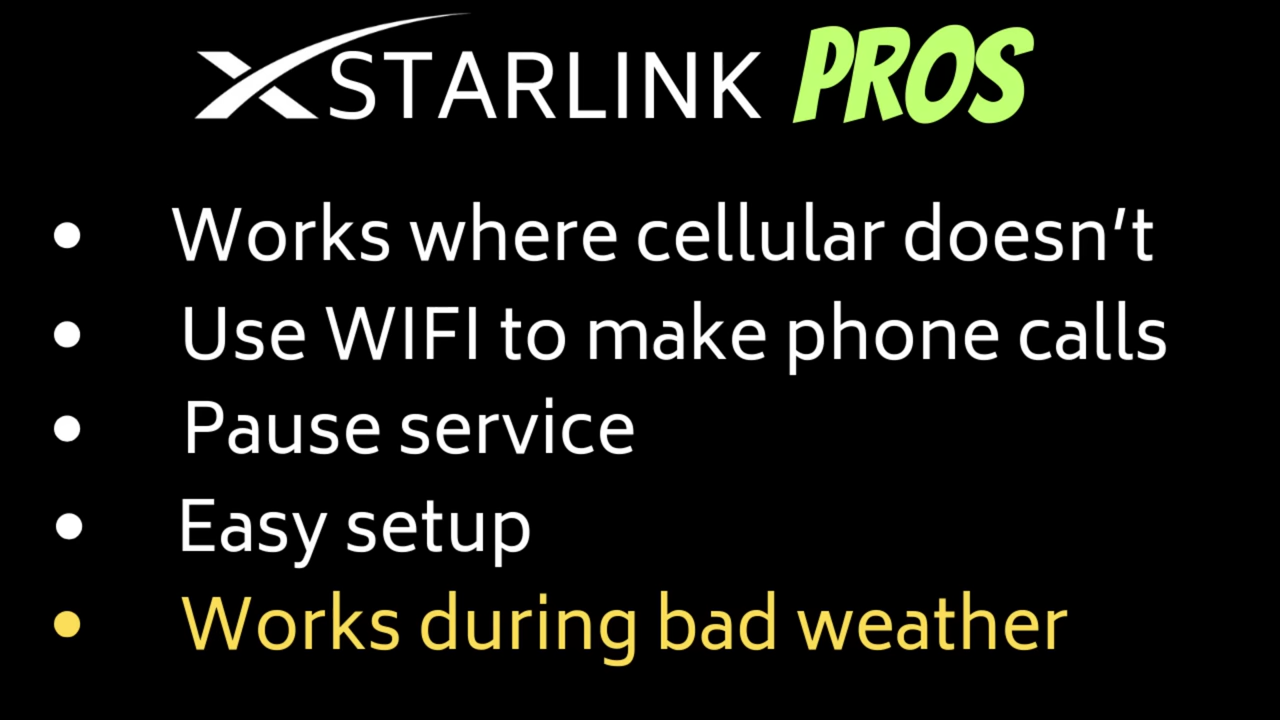 STARLINK PROS
• Works where cellular doesn’t
• Use WIFI to make phone calls
• Pause service
• Easy setup
• Works during bad weather